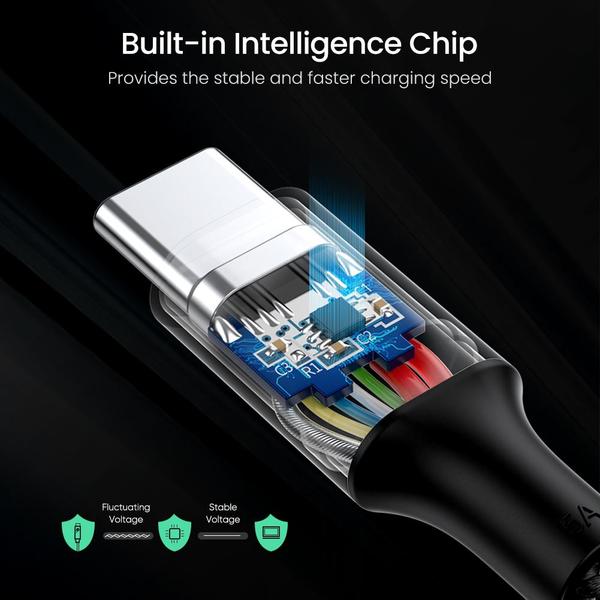 Built-in Intelligence Chip
Provides the stable and faster charging speed
C3
R1
C2
Fluctuating
Voltage
Stable
Voltage